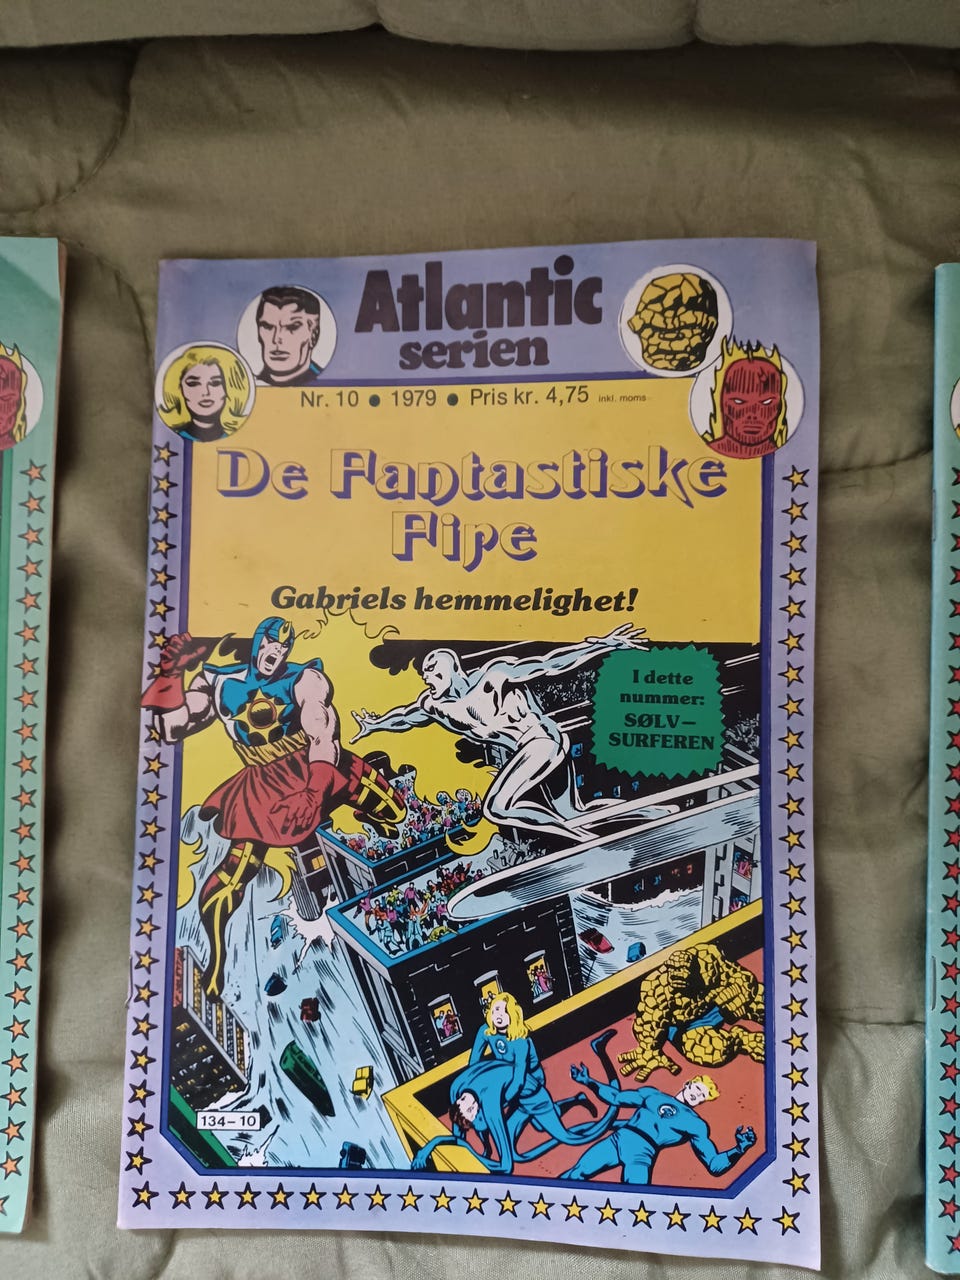 Atlantic
serien
Nr. 10 ● 1979 ● Pris kr. 4,75 inkl. moms
De Fantastiske
Fire
Gabriels hemmelighet!
I dette
nummer:
SØLV-
SURFEREN
134-10